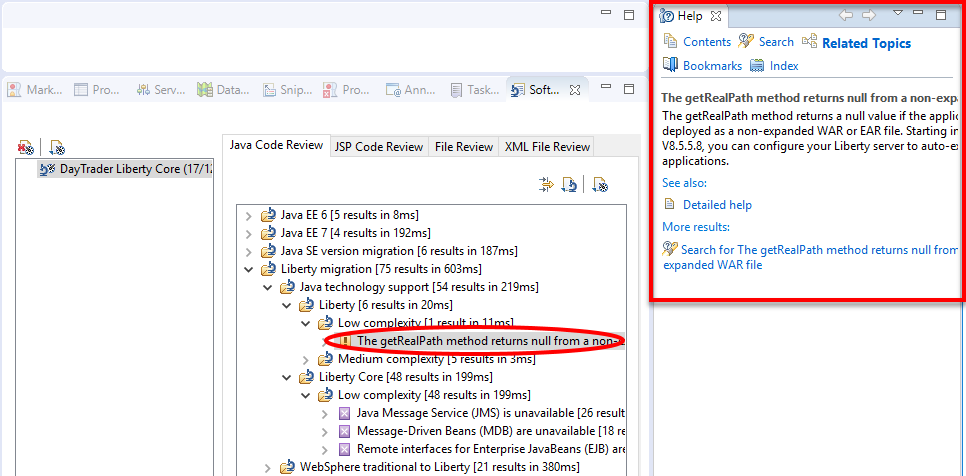 Mark...
Pro...
Serv...
Data...
Snip...
Pro...
Ann...
Task...
Soft...
DayTrader Liberty Core (17/12
Java Code Review
JSP Code Review
File Review
XML File Review
Java EE 6 [5 results in 8ms]
Java EE 7 [4 results in 192ms]
Java SE version migration [6 results in 187ms]
Liberty migration [75 results in 603ms]
Java technology support [54 results in 219ms]
Liberty [6 results in 20ms]
Low complexity [1 result in 11ms]
The getRealPath method returns null from a non-e
Medium complexity [5 results in 3ms]
Liberty Core [48 results in 199ms]
Low complexity [48 results in 199ms]
Java Message Service (JMS) is unavailable [26 result
Message-Driven Beans (MDB) are unavailable [18 re
Remote interfaces for Enterprise JavaBeans (EJB) are
WebSphere traditional to Liberty [21 results in 380ms]
Help
Contents
Search
Related Topics
Bookmarks
Index
The getRealPath method returns null from a non-expa
The getRealPath method returns a null value if the applic
deployed as a non-expanded WAR or EAR file. Starting in
V8.5.5.8, you can configure your Liberty server to auto-ex
applications.
See also:
Detailed help
More results:
Search for The getRealPath method returns null from
expanded WAR file